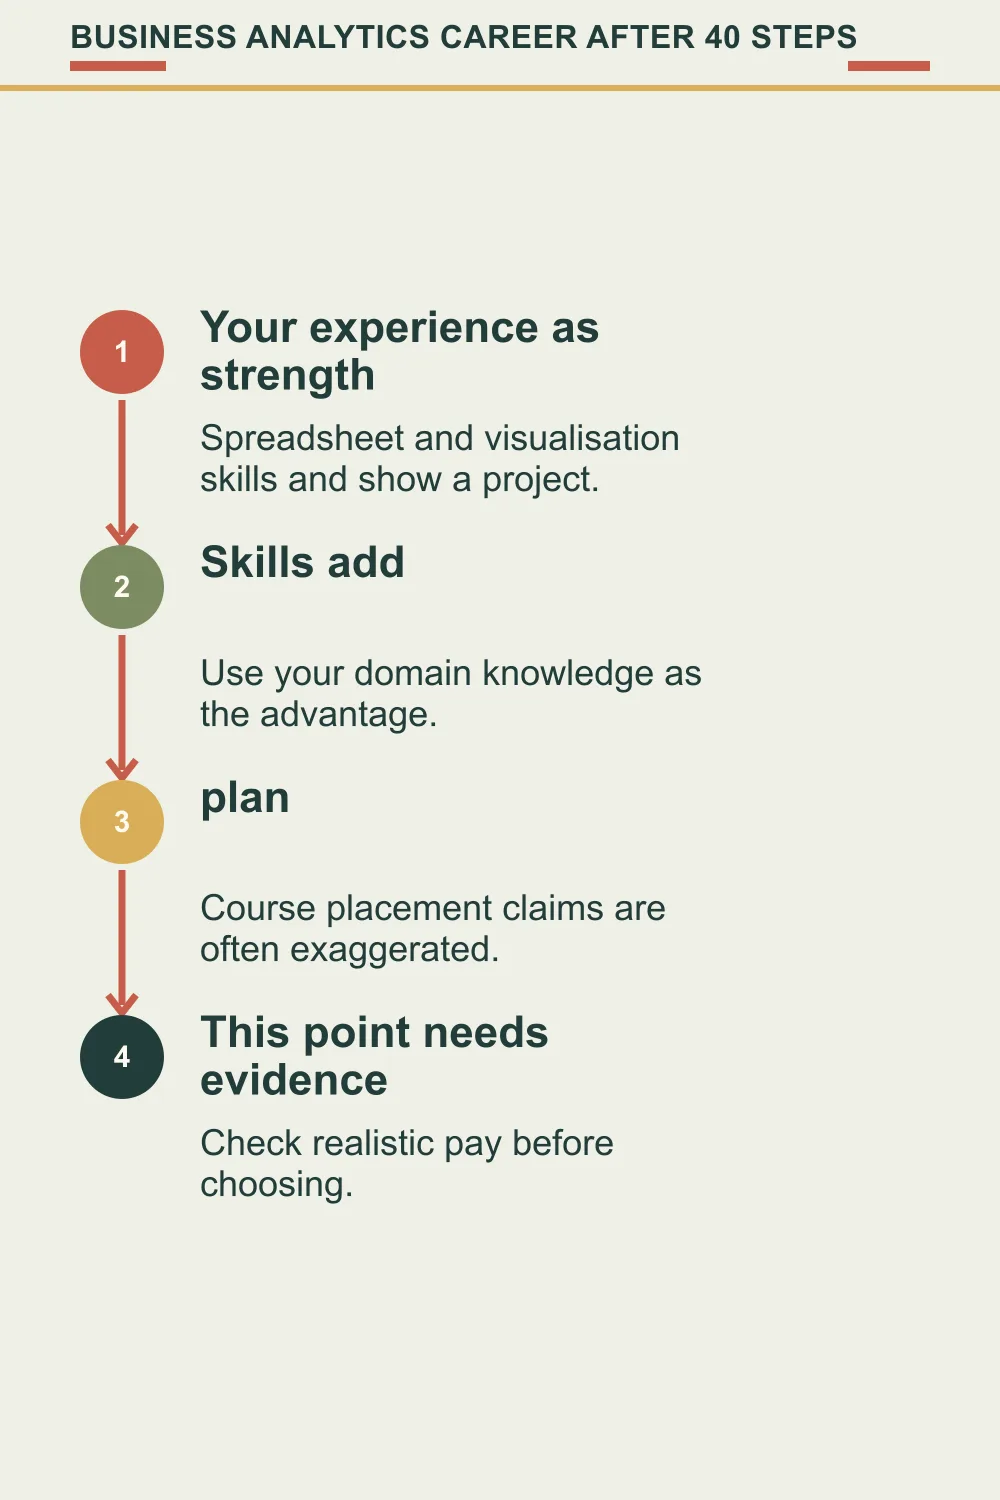 BUSINESS ANALYTICS CAREER AFTER 40 STEPS
1
Your experience as
strength
Spreadsheet and visualisation
skills and show a project.
2
Skills add
Use your domain knowledge as
the advantage.
3
plan
Course placement claims are
often exaggerated.
4
This point needs
evidence
Check realistic pay before
choosing.